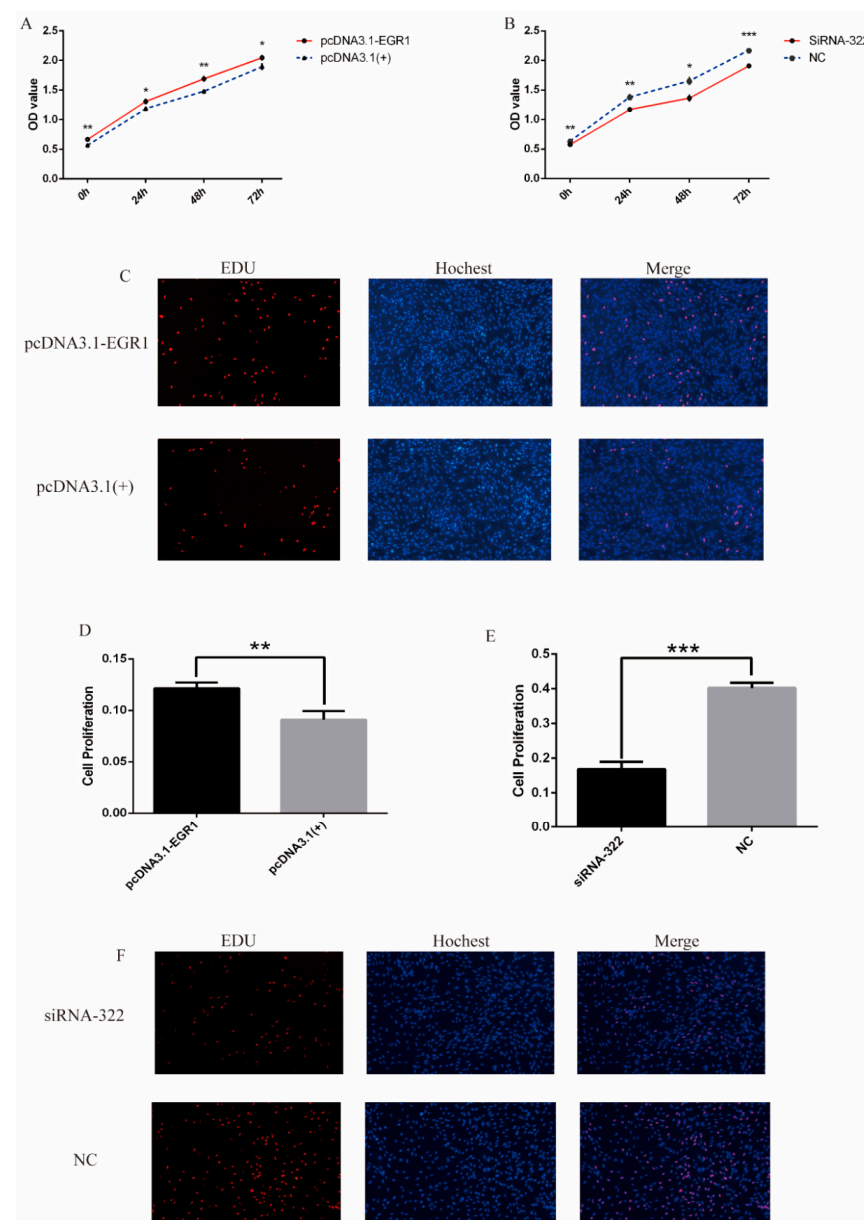 A
2.5
2.0
1.5
1.0
0.5
0.0
OD value
**
*
**
*
0h
24h
48h
72h
pcDNA3.1-EGR1
pcDNA3.1(+)
B
2.5
2.0
1.5
1.0
0.5
0.0
OD value
**
**
*
***
0h
24h
48h
72h
SiRNA-322
NC
C
EDU
Hochest
Merge
pcDNA3.1-EGR1
pcDNA3.1(+)
D
0.15
0.10
0.05
0.00
Cell Proliferation
**
pcDNA3.1-EGR1
pcDNA3.1(+)
E
0.5
0.4
0.3
0.2
0.1
0.0
Cell Proliferation
***
siRNA-322
NC
F
EDU
Hochest
Merge
siRNA-322
NC